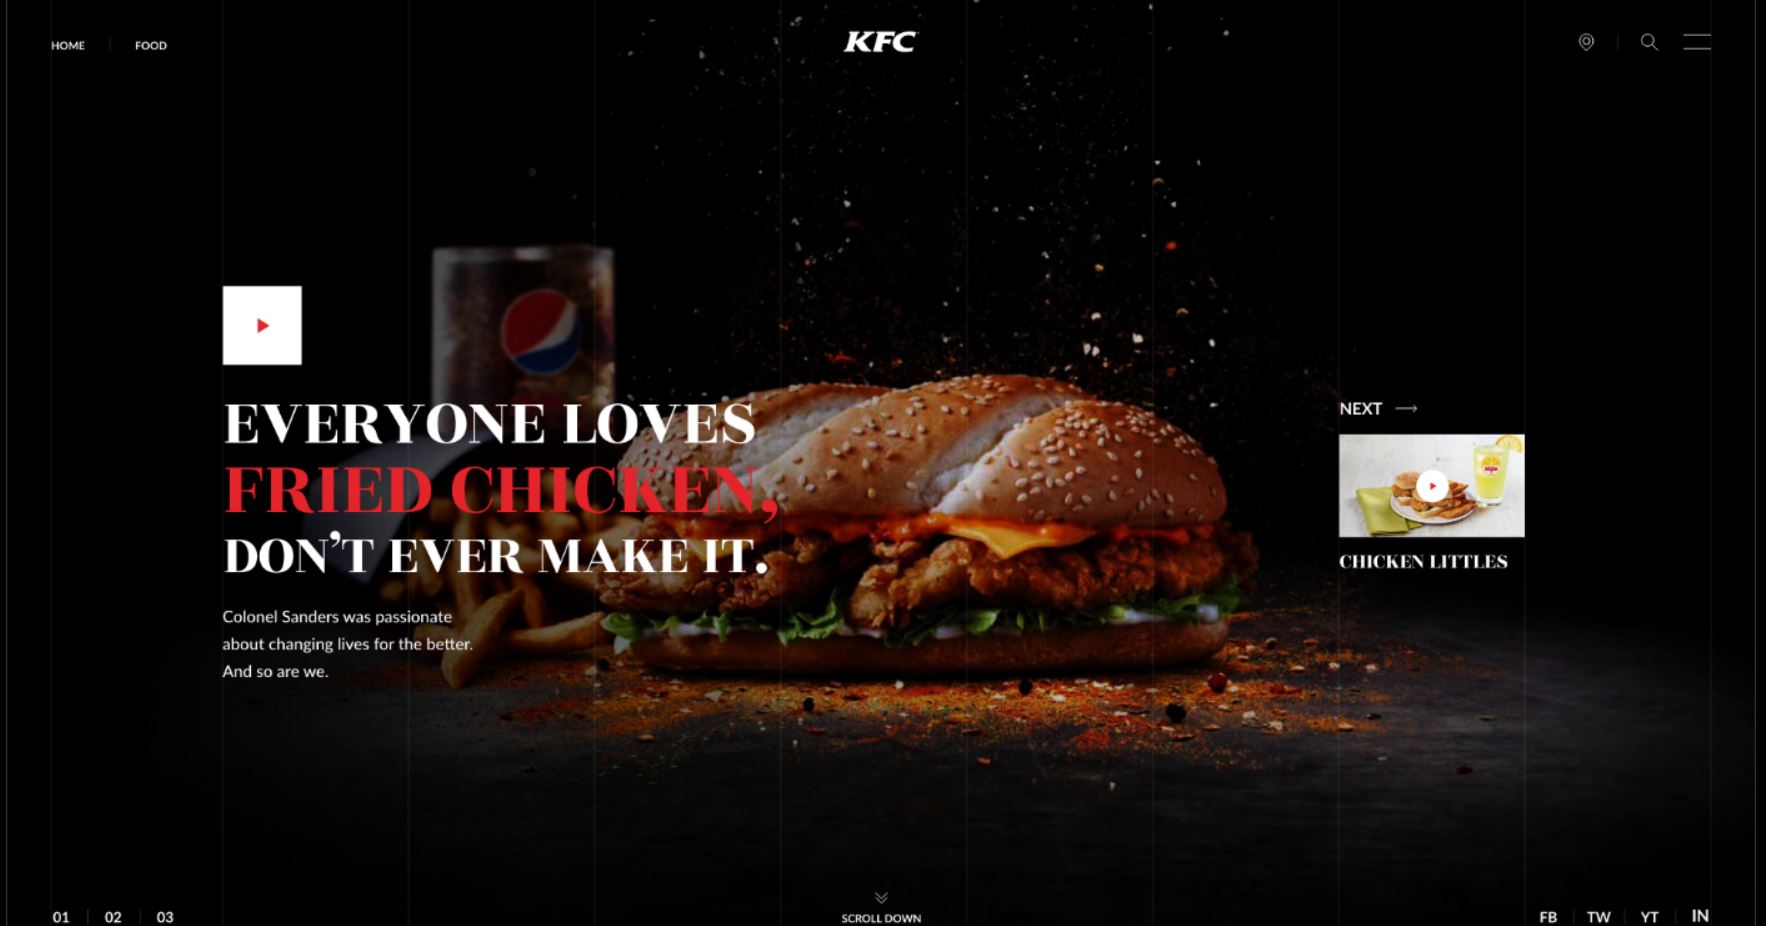 HOME
FOOD
KFC
EVERYONE LOVES
FRIED CHICKEN,
DON’T EVER MAKE IT.
Colonel Sanders was passionate
about changing lives for the better.
And so are we.
NEXT
CHICKEN LITTLES
01
02
03
SCROLL DOWN
FB
TW
YT
IN